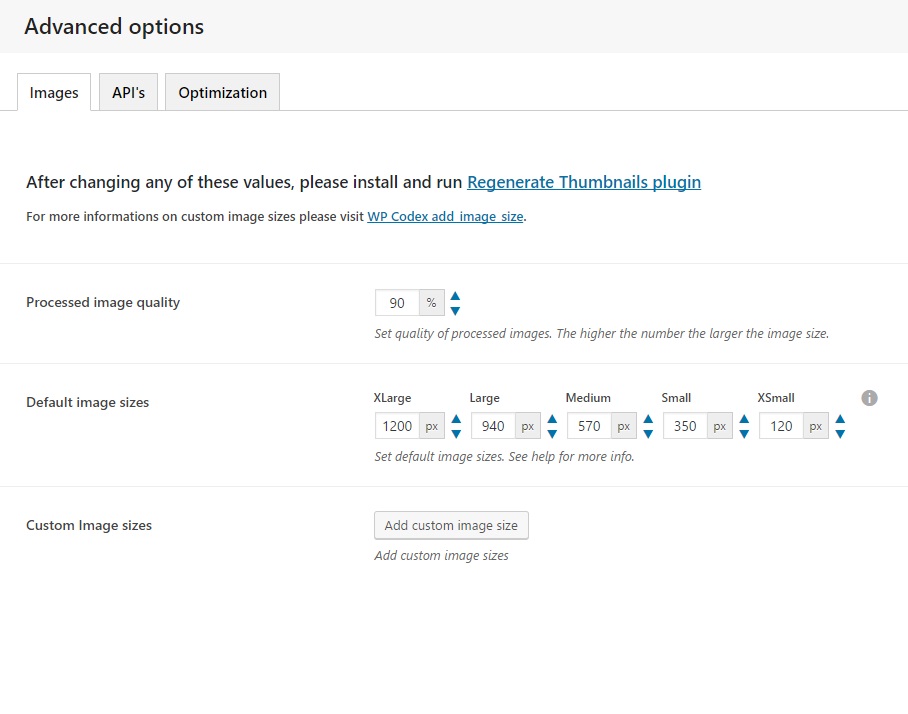 Advanced options
Images API's Optimization
After changing any of these values, please install and run Regenerate Thumbnails plugin
For more informations on custom image sizes please visit WP Codex add_image_size.
Processed image quality 90 %
Set quality of processed images. The higher the number the larger the image size.
XLarge Large Medium Small XSmall i
Default image sizes
1200 px 940 px 570 px 350 px 120 px
Set default image sizes. See help for more info.
Custom Image sizes Add custom image size
Add custom image sizes